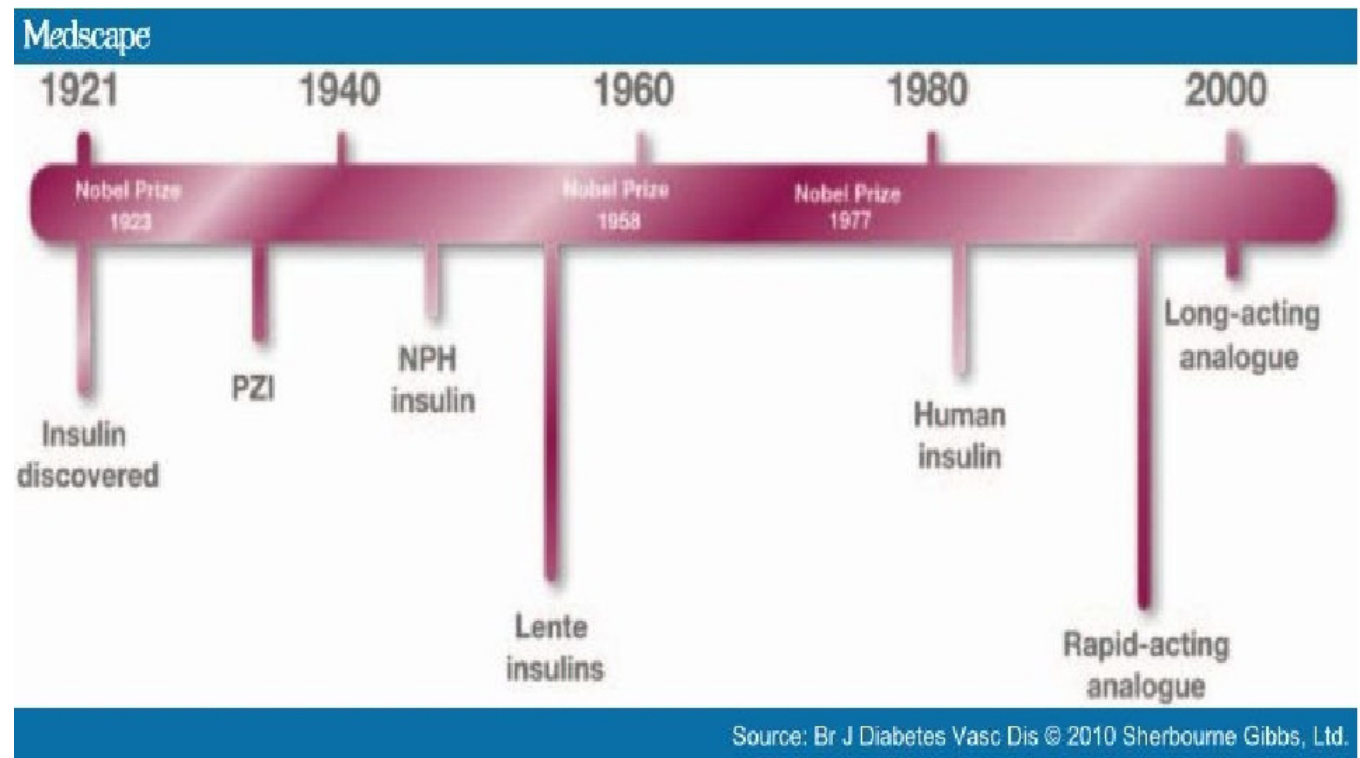 Medscape
1921 1940 1960 1980 2000
Nobel Prize
1923
Nobel Prize
1958
Nobel Prize
1977
Insulin
discovered
PZI
NPH
insulin
Lente
insulins
Human
insulin
Rapid-acting
analogue
Long-acting
analogue
Source: Br J Diabetes Vasc Dis © 2010 Sherbourne Gibbs, Ltd.